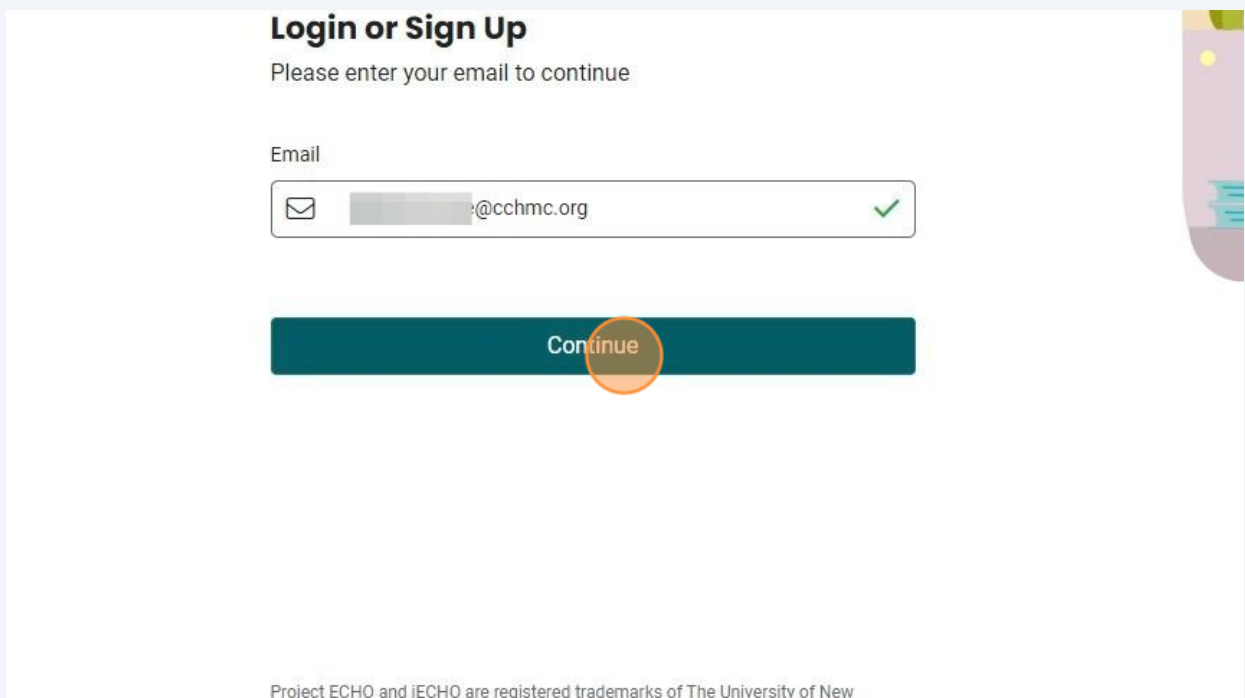 Login or Sign Up
Please enter your email to continue
Email
@cchmc.org
Continue
Project ECHO and iECHO are registered trademarks of The University of New